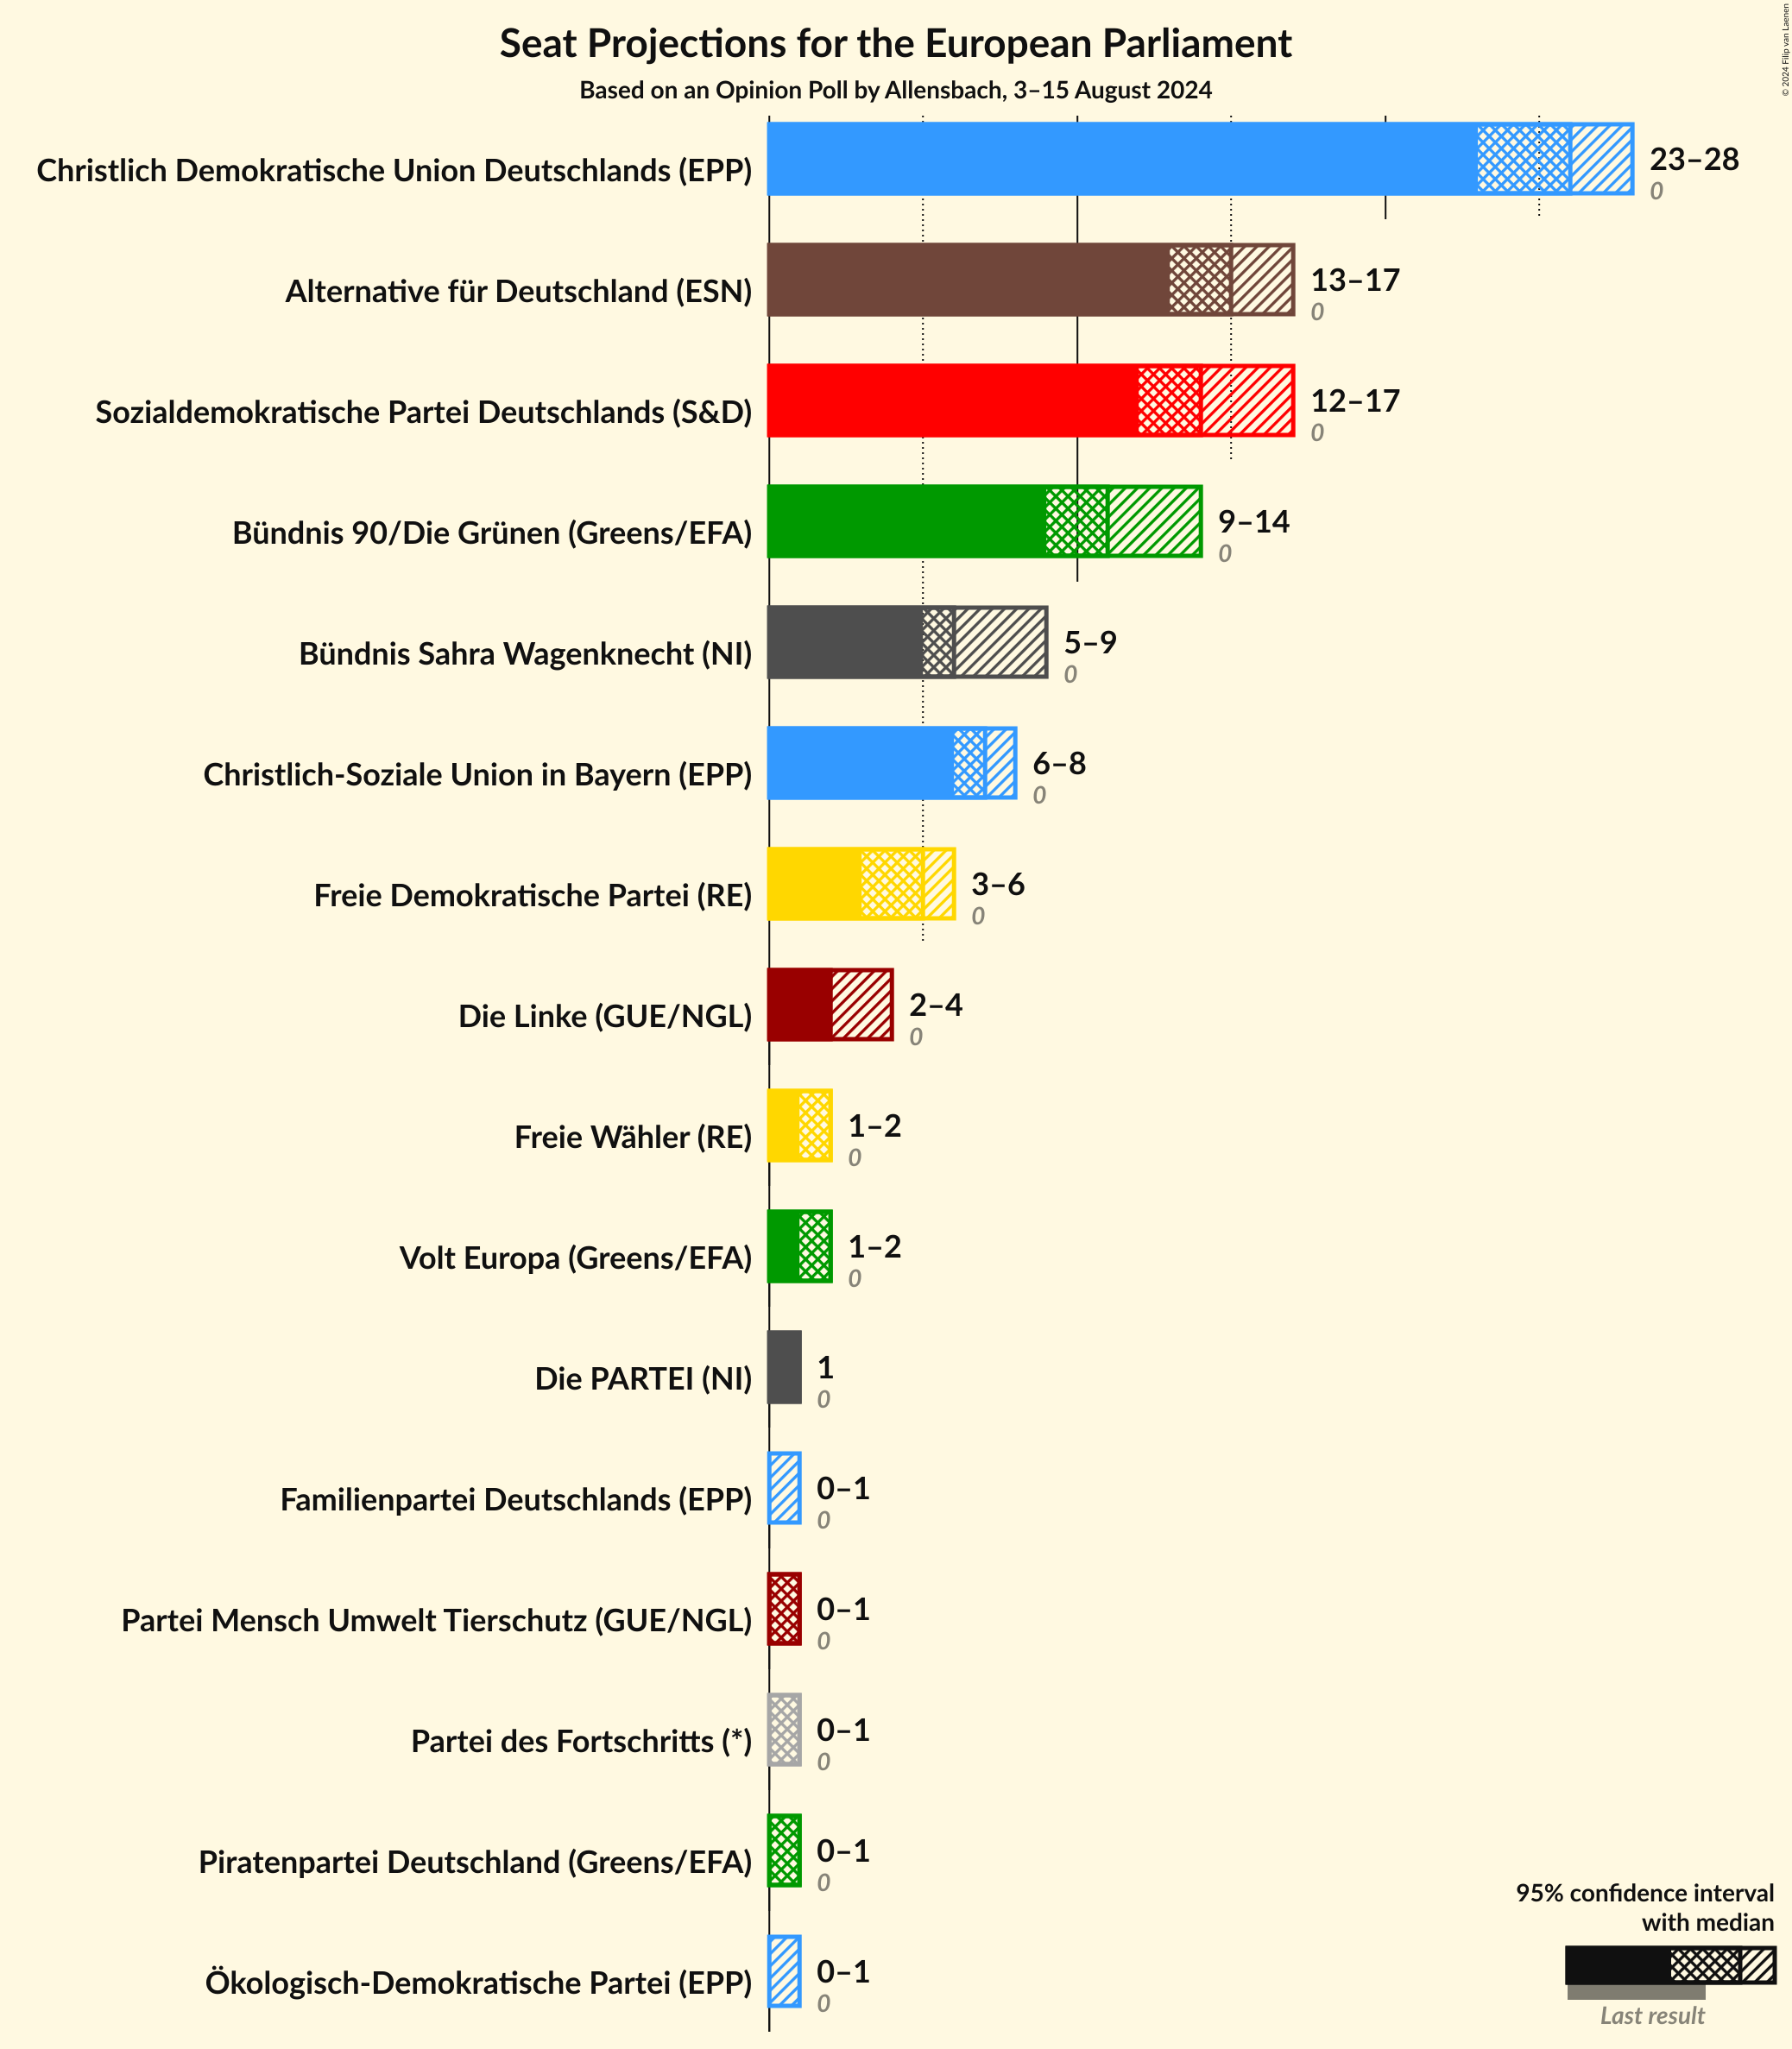 Seat Projections for the European Parliament
Based on an Opinion Poll by Allensbach, 3–15 August 2024
© 2024 Filip van Laenen
Christlich Demokratische Union Deutschlands (EPP)
23–28
0
Alternative für Deutschland (ESN)
13–17
0
Sozialdemokratische Partei Deutschlands (S&D)
12–17
0
Bündnis 90/Die Grünen (Greens/EFA)
9–14
0
Bündnis Sahra Wagenknecht (NI)
5–9
0
Christlich-Soziale Union in Bayern (EPP)
6–8
0
Freie Demokratische Partei (RE)
3–6
0
Die Linke (GUE/NGL)
2–4
0
Freie Wähler (RE)
1–2
0
Volt Europa (Greens/EFA)
1–2
0
Die PARTEI (NI)
1
0
Familienpartei Deutschlands (EPP)
0–1
0
Partei Mensch Umwelt Tierschutz (GUE/NGL)
0–1
0
Partei des Fortschritts (*)
0–1
0
Piratenpartei Deutschland (Greens/EFA)
0–1
0
Ökologisch-Demokratische Partei (EPP)
0–1
0
95% confidence interval
with median
Last result